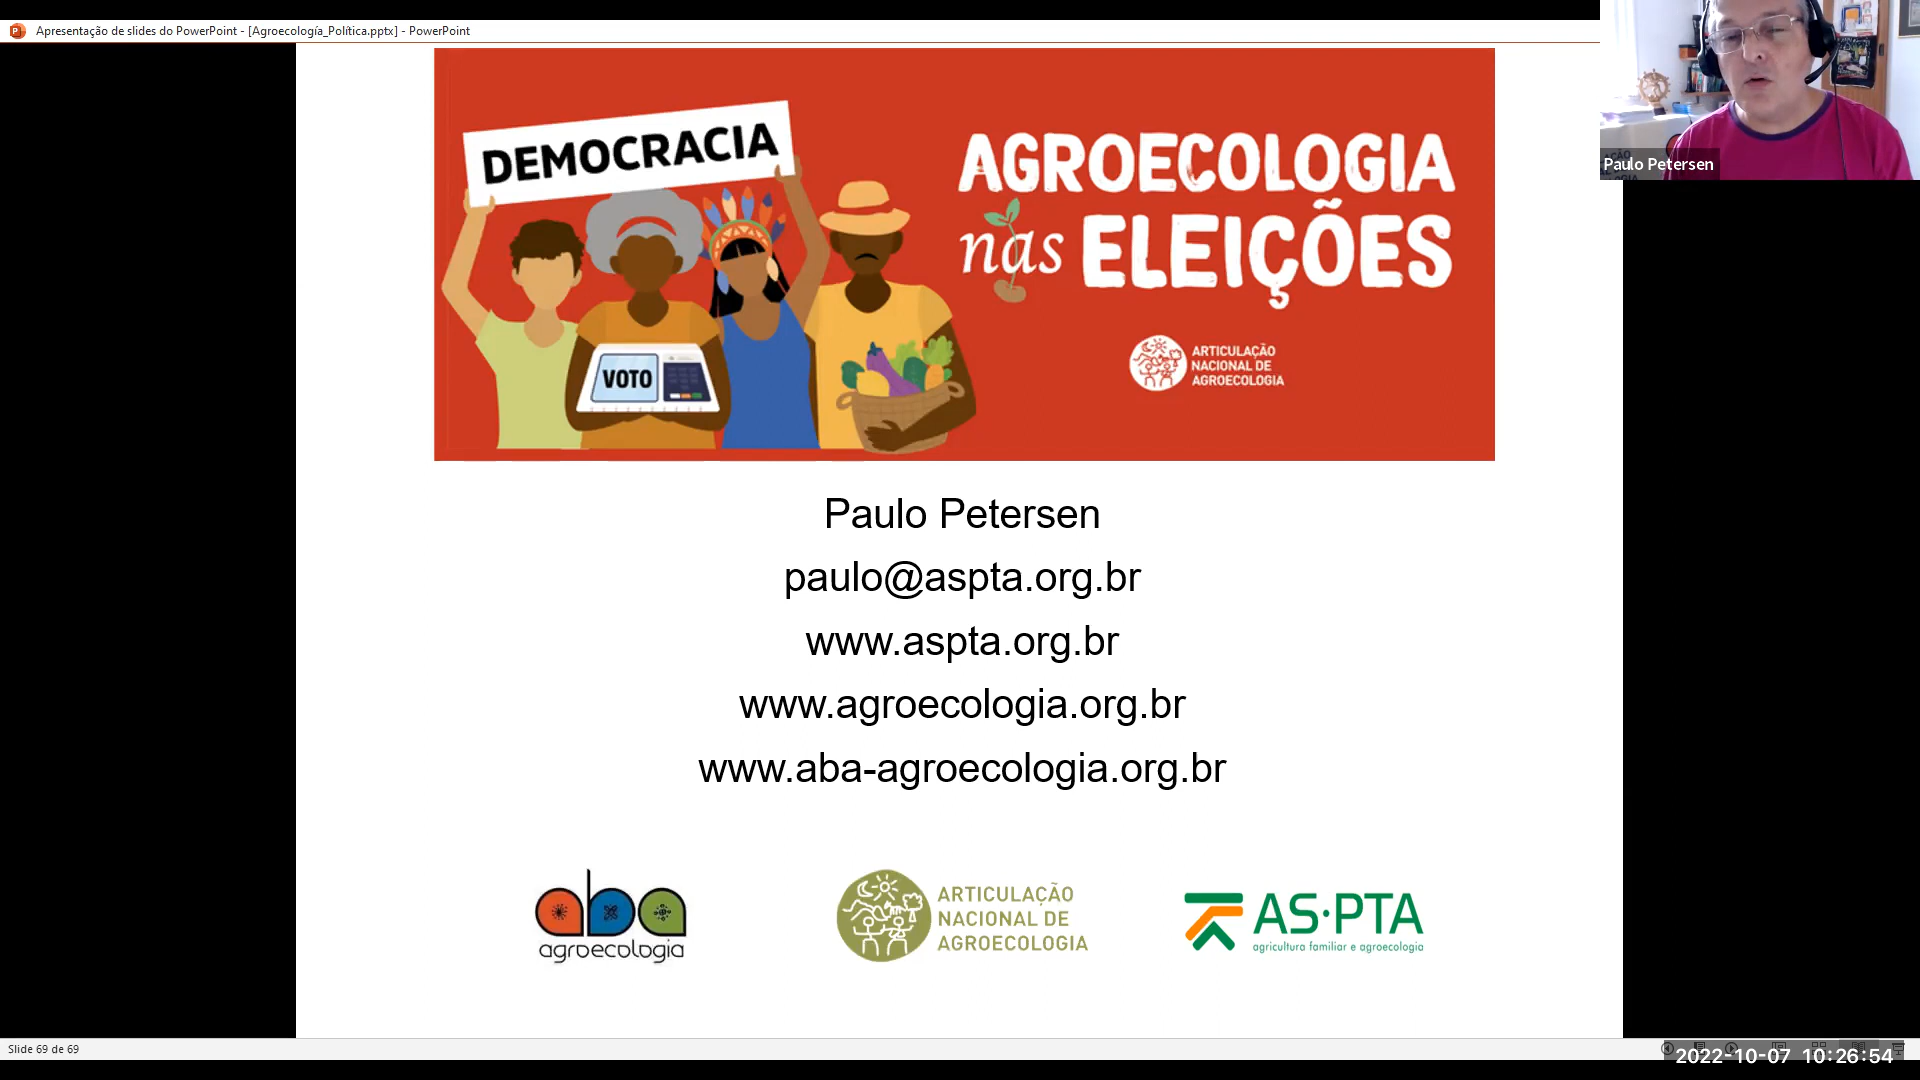 Apresentação de slides do PowerPoint - [Agroecología_Política.pptx] - PowerPoint
Paulo Petersen
DEMOCRACIA
AGROECOLOGIA
nas ELEIÇÕES
VOTO
ARTICULAÇÃO
NACIONAL DE
AGROECOLOGIA
Paulo Petersen
paulo@aspta.org.br
www.aspta.org.br
www.agroecologia.org.br
www.aba-agroecologia.org.br
aba
agroecologia
ARTICULAÇÃO
NACIONAL DE
AGROECOLOGIA
AS·PTA
agricultura familiar e agroecologia
Slide 69 de 69
2022-10-07 10:26:54